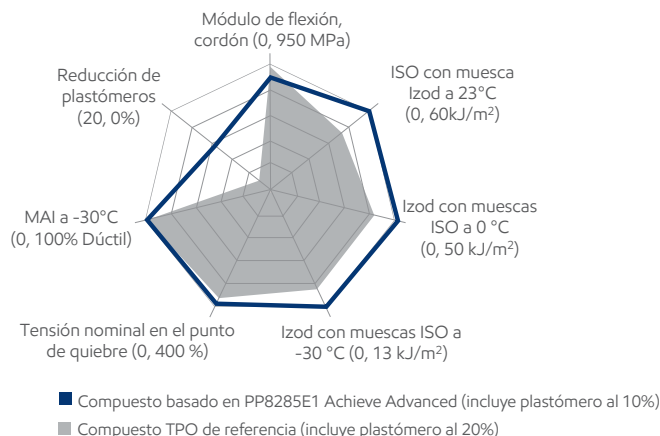 Módulo de flexión,
cordón (0, 950 MPa)
Reducción de
plastómeros
(20, 0%)
ISO con muesca
Izod a 23°C
(0, 60kJ/m²)
MAI a -30°C
(0, 100% Dúctil)
Izod con muescas
ISO a 0 °C
(0, 50 kJ/m²)
Tensión nominal en el punto
de quiebre (0, 400 %)
Izod con muescas ISO a
-30 °C (0, 13 kJ/m²)
Compuesto basado en PP8285E1 Achieve Advanced (incluye plastómero al 10%)
Compuesto TPO de referencia (incluye plastómero al 20%)